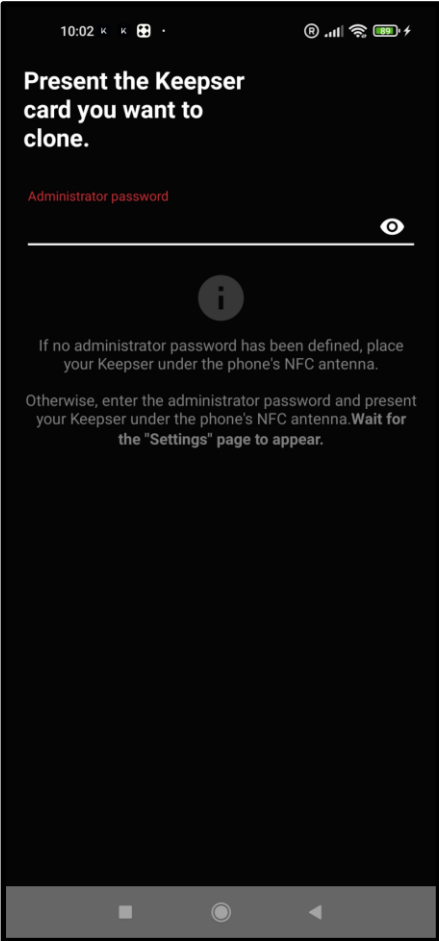 10:02 K K
R 89
Present the Keepser
card you want to
clone.
Administrator password
i
If no administrator password has been defined, place
your Keepser under the phone's NFC antenna.
Otherwise, enter the administrator password and present
your Keepser under the phone's NFC antenna.Wait for
the "Settings" page to appear.